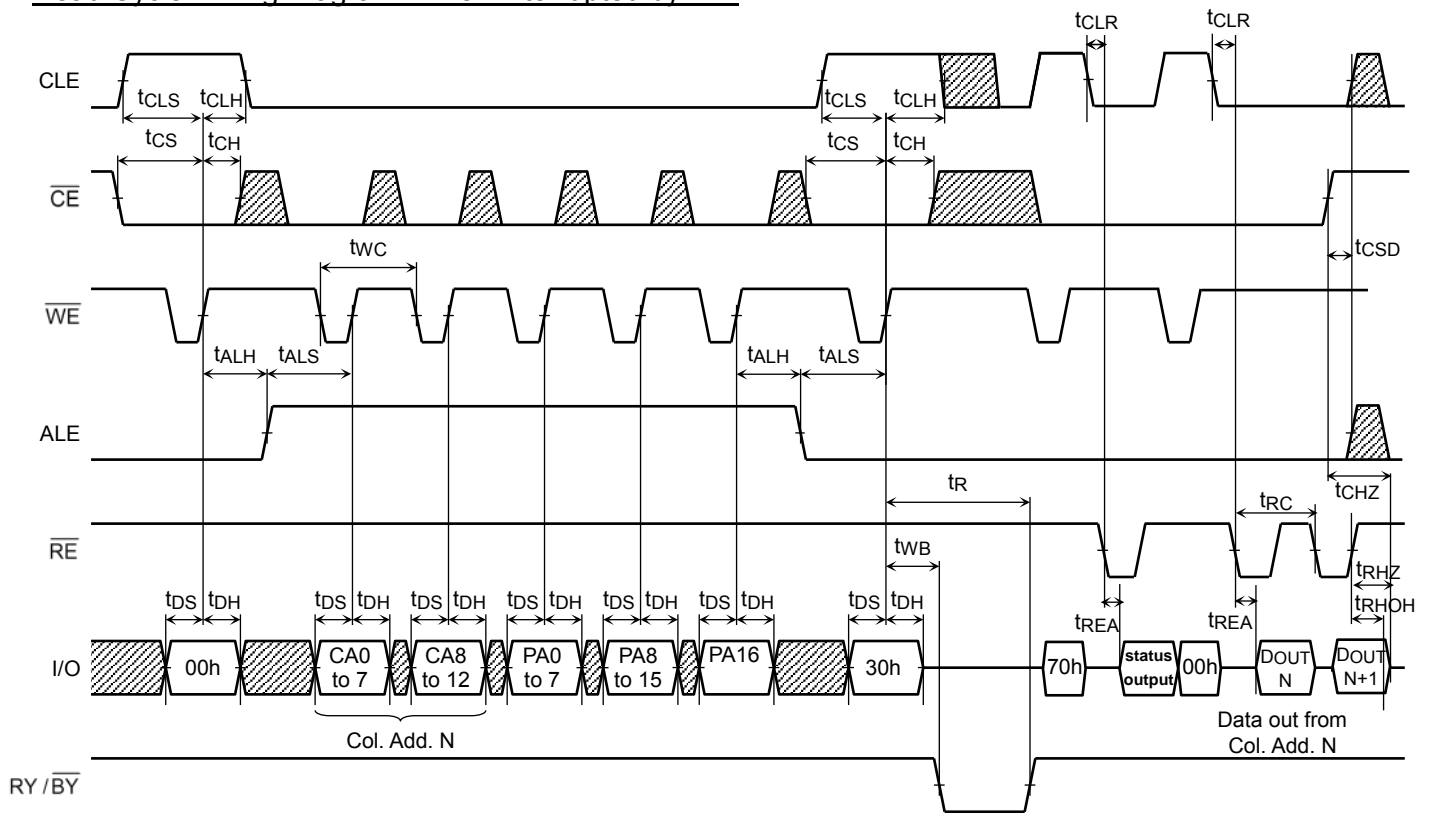 tCLR tCLR
CLE
tCLS tCLH tCLS tCLH
tCS tCH tCS tCH
CE
tWC tCSD
WE
tALH tALS tALH tALS
ALE
tR tCHZ
tRC
RE
tWB tRHZ
tDS tDH tDS tDH tDS tDH tDS tDH tDS tDH tDS tDH tDS tDH tRHOH
tREA tREA
I/O 00h CA0 to 7 CA8 to 12 PA0 to 7 PA8 to 15 PA16 30h 70h status output 00h DOUT N DOUT N+1
Col. Add. N
Data out from
Col. Add. N
RY / BY